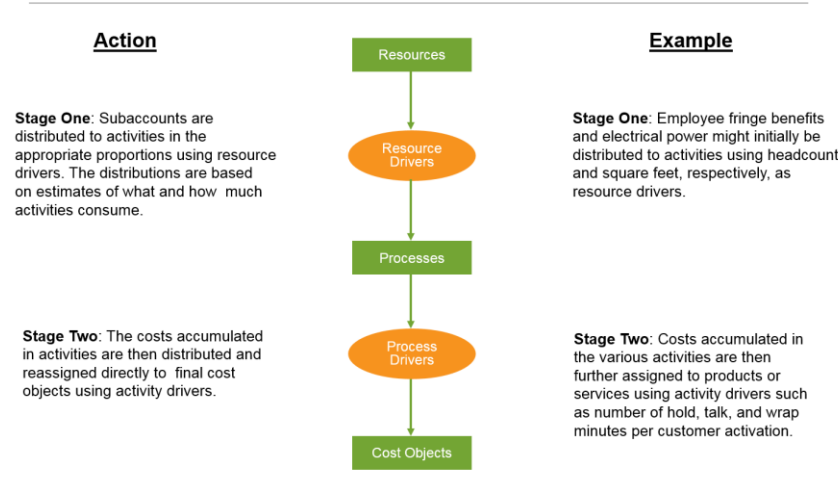 Action
Stage One: Subaccounts are
distributed to activities in the
appropriate proportions using resource
drivers. The distributions are based
on estimates of what and how much
activities consume.
Stage Two: The costs accumulated
in activities are then distributed and
reassigned directly to final cost
objects using activity drivers.
Resources
Resource
Drivers
Processes
Process
Drivers
Cost Objects
Example
Stage One: Employee fringe benefits
and electrical power might initially be
distributed to activities using headcount
and square feet, respectively, as
resource drivers.
Stage Two: Costs accumulated in
the various activities are then
further assigned to products or
services using activity drivers such
as number of hold, talk, and wrap
minutes per customer activation.